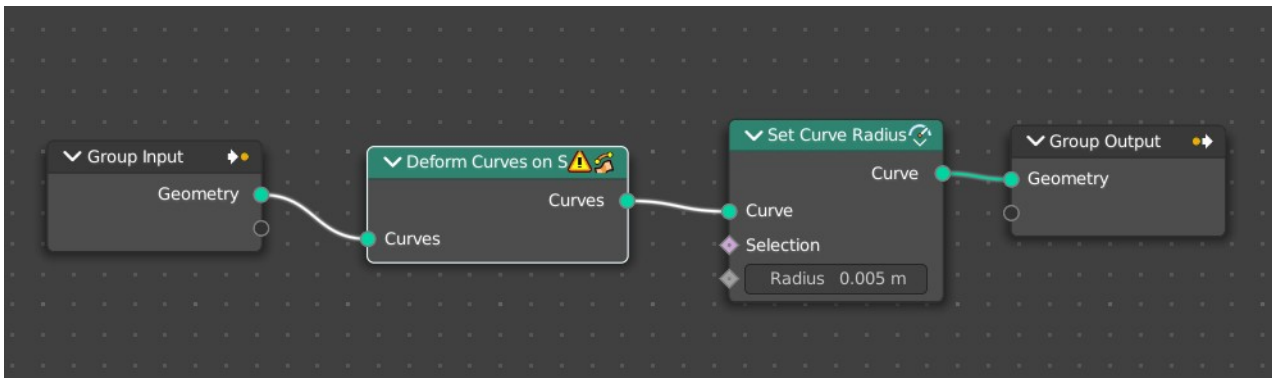 Group Input
Geometry
Deform Curves on S
Curves
Curves
Set Curve Radius
Curve
Curve
Selection
Radius 0.005 m
Group Output
Geometry